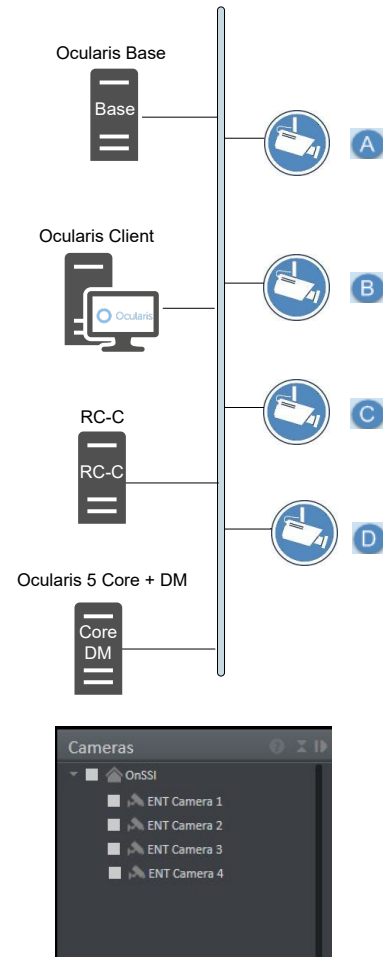 Ocularis Base
Base
A
Ocularis Client
B
Ocularis
RC-C
C
RC-C
D
Ocularis 5 Core + DM
Core
DM
Cameras
OnSSI
ENT Camera 1
ENT Camera 2
ENT Camera 3
ENT Camera 4